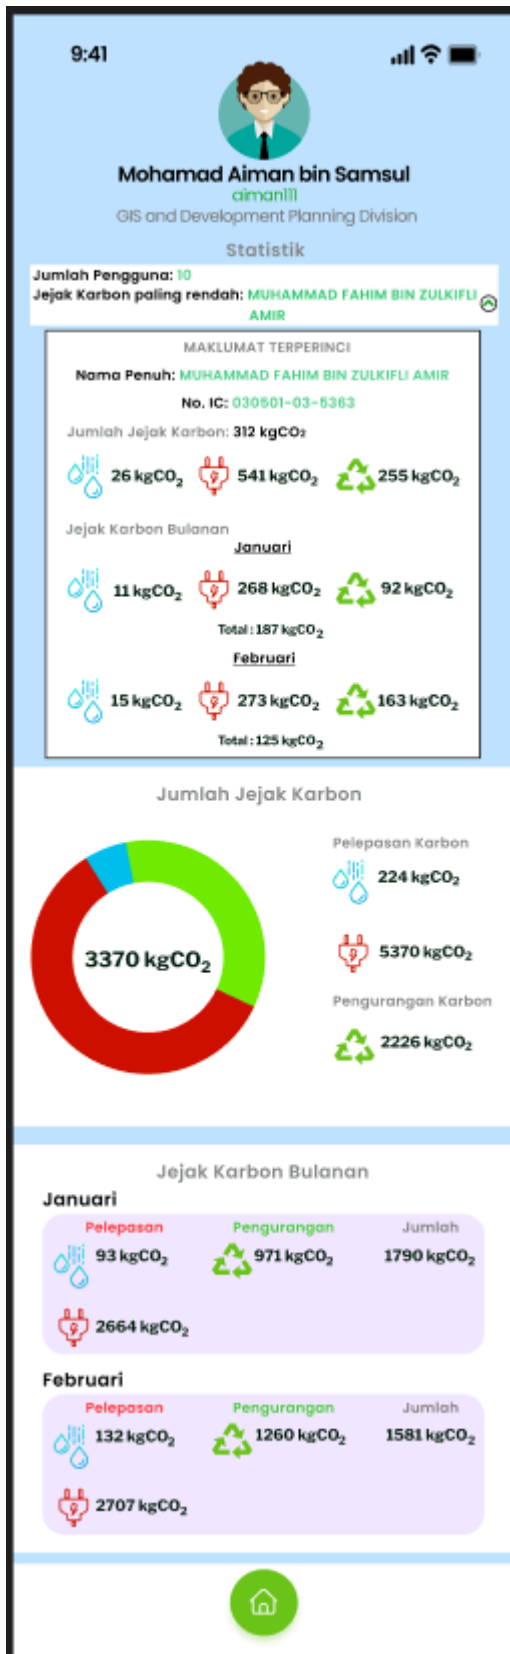 9:41
Mohamad Aiman bin Samsul
aiman111
GIS and Development Planning Division
Statistik
Jumlah Pengguna: 10
Jejak Karbon paling rendah: MUHAMMAD FAHIM BIN ZULKIFLI
AMIR
MAKLUMAT TERPERINCI
Nama Penuh: MUHAMMAD FAHIM BIN ZULKIFLI AMIR
No. IC: 030501-03-5363
Jumlah Jejak Karbon: 312 kgCO₂
26 kgCO₂ 541 kgCO₂ 255 kgCO₂
Jejak Karbon Bulanan
Januari
11 kgCO₂ 268 kgCO₂ 92 kgCO₂
Total : 187 kgCO₂
Februari
15 kgCO₂ 273 kgCO₂ 163 kgCO₂
Total : 125 kgCO₂
Jumlah Jejak Karbon
3370 kgCO₂
Pelepasan Karbon
224 kgCO₂
5370 kgCO₂
Pengurangan Karbon
2226 kgCO₂
Jejak Karbon Bulanan
Januari
Pelepasan Pengurangan Jumlah
93 kgCO₂ 971 kgCO₂ 1790 kgCO₂
2664 kgCO₂
Februari
Pelepasan Pengurangan Jumlah
132 kgCO₂ 1260 kgCO₂ 1581 kgCO₂
2707 kgCO₂